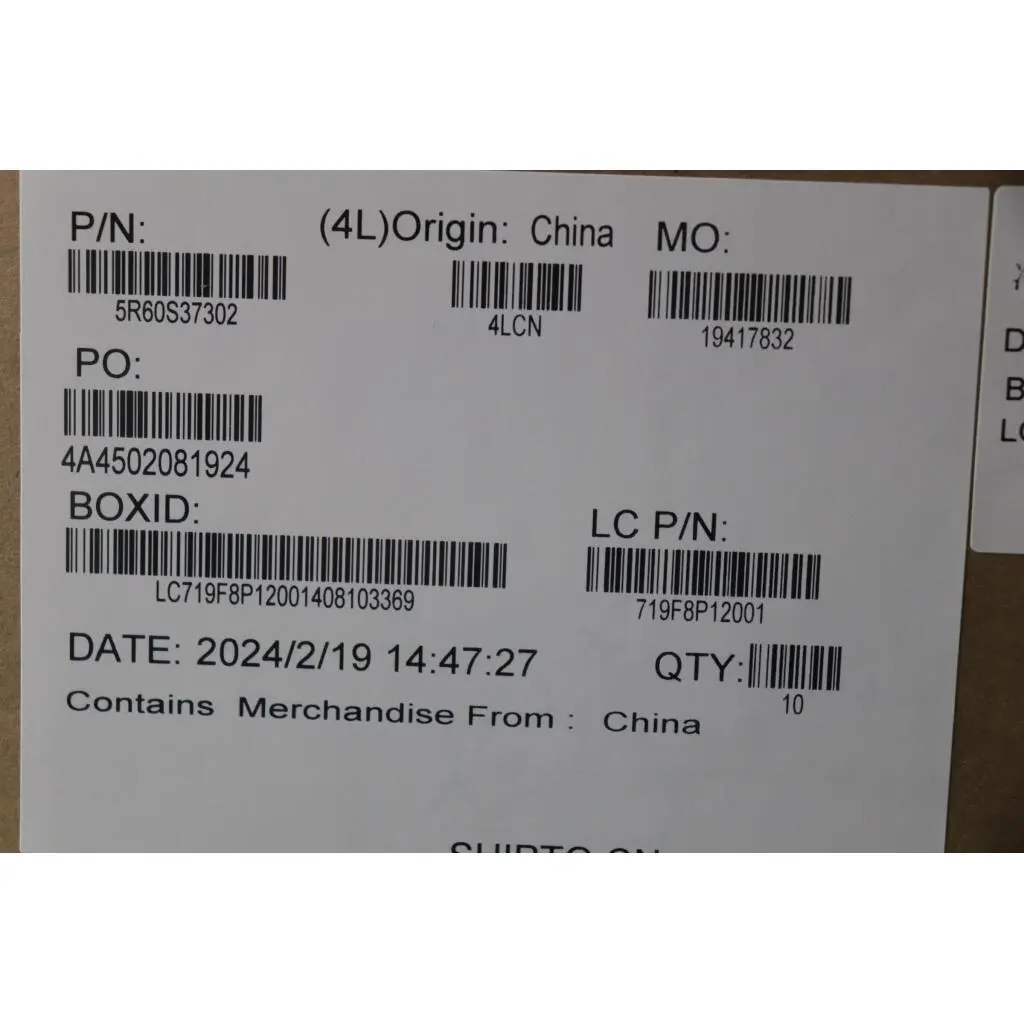 P/N: (4L)Origin: China MO:
5R60S37302 4LCN 19417832
PO:
4A4502081924
BOXID: LC P/N:
LC719F8P12001408103369 719F8P12001
DATE: 2024/2/19 14:47:27 QTY:
10
Contains Merchandise From : China